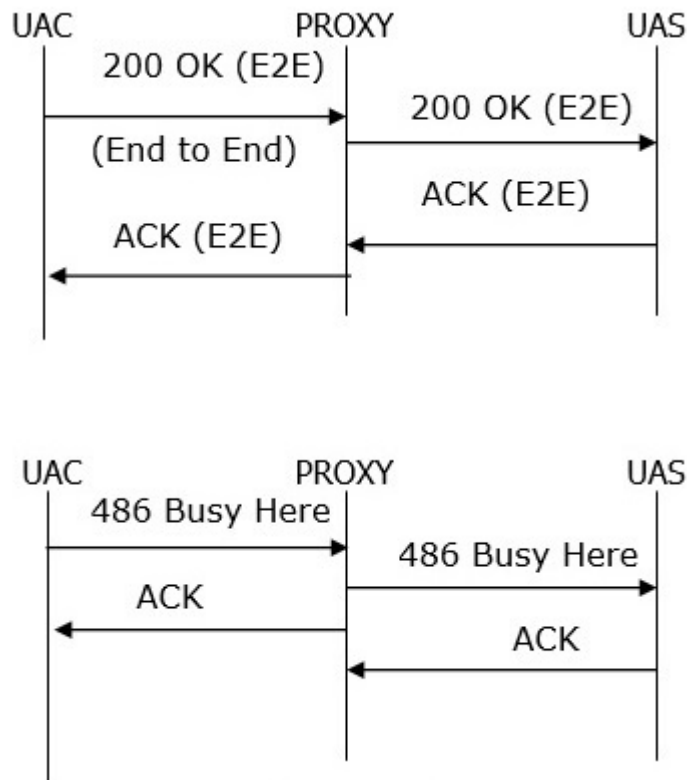 UAC PROXY UAS
200 OK (E2E)
200 OK (E2E)
(End to End)
ACK (E2E)
ACK (E2E)
UAC PROXY UAS
486 Busy Here
486 Busy Here
ACK
ACK